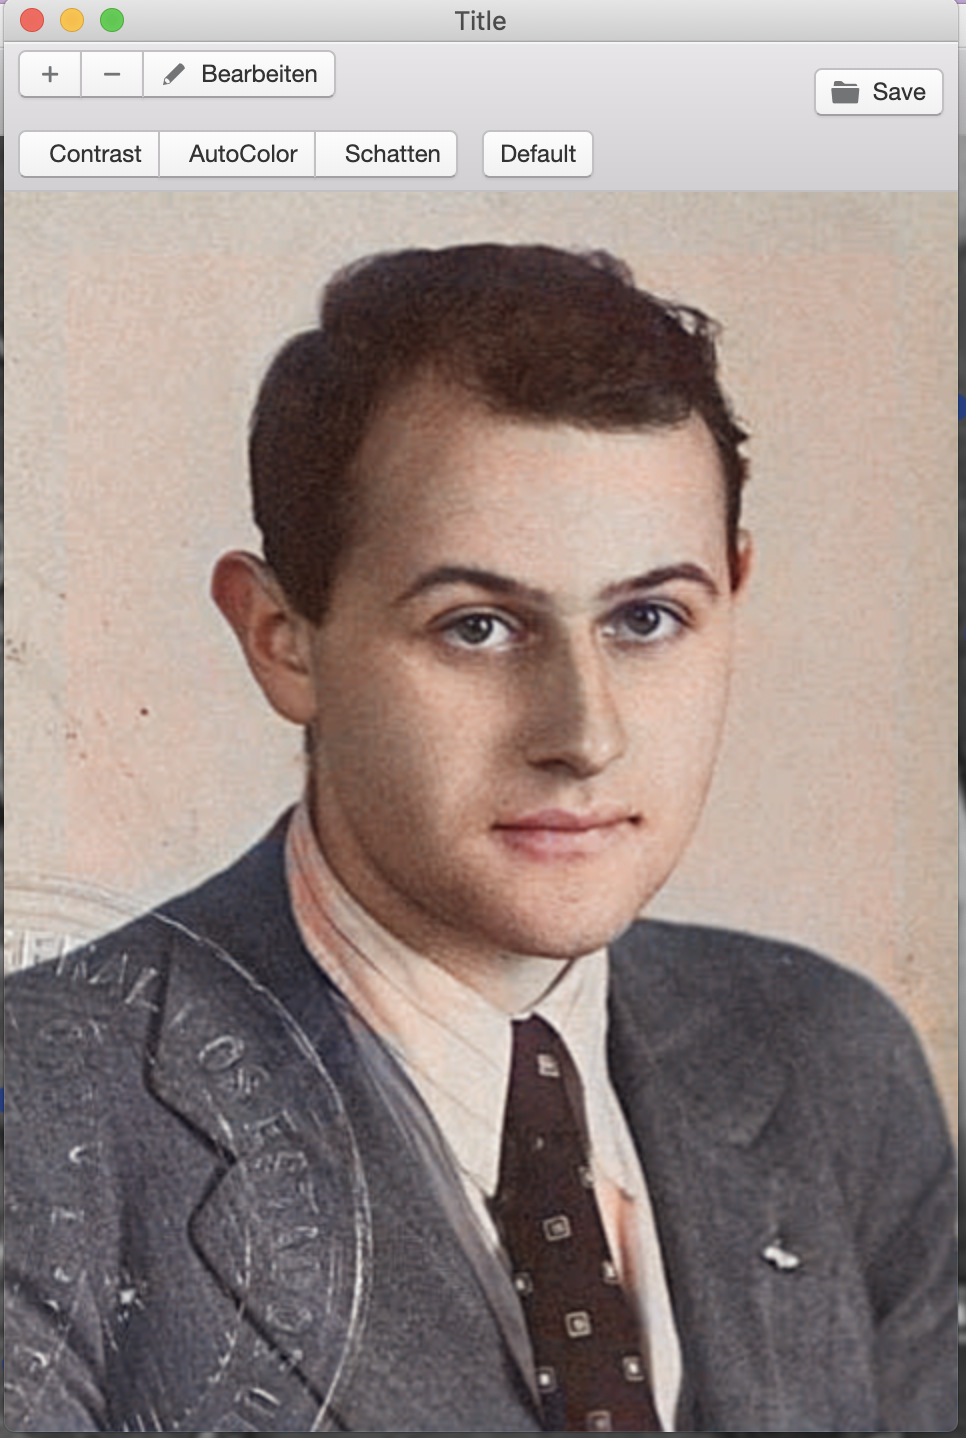 Title
+ − Bearbeiten
Save
Contrast AutoColor Schatten Default